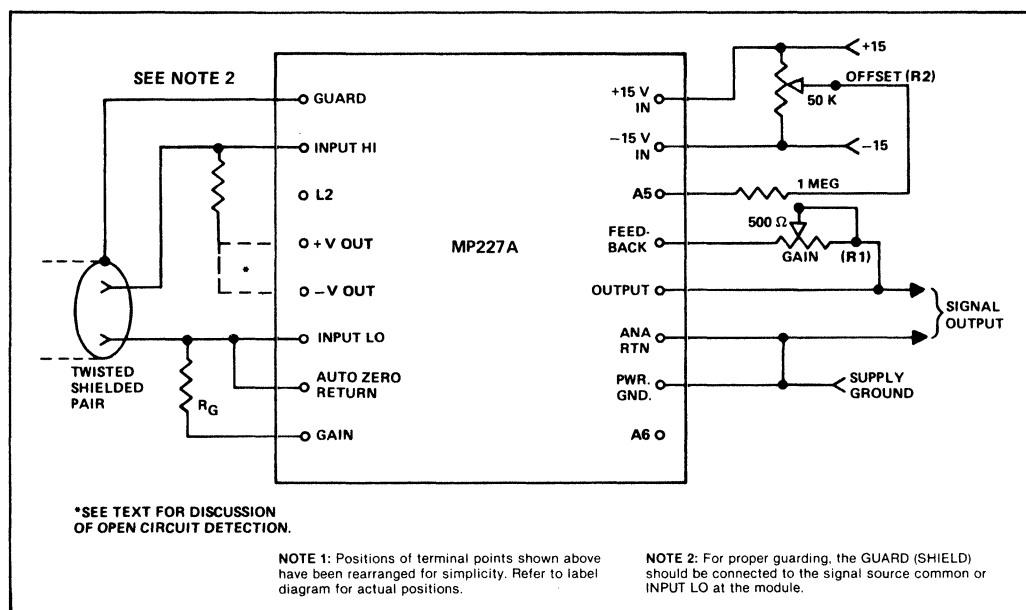 SEE NOTE 2
GUARD
INPUT HI
L2
+V OUT
*
−V OUT
INPUT LO
AUTO ZERO
RETURN
GAIN
TWISTED
SHIELDED
PAIR
RG
MP227A
+15 V
IN
−15 V
IN
A5
FEED-
BACK
OUTPUT
ANA
RTN
PWR.
GND.
A6
+15
OFFSET (R2)
50 K
−15
1 MEG
500 Ω
GAIN
(R1)
SIGNAL
OUTPUT
SUPPLY
GROUND
*SEE TEXT FOR DISCUSSION
OF OPEN CIRCUIT DETECTION.
NOTE 1: Positions of terminal points shown above
have been rearranged for simplicity. Refer to label
diagram for actual positions.
NOTE 2: For proper guarding, the GUARD (SHIELD)
should be connected to the signal source common or
INPUT LO at the module.